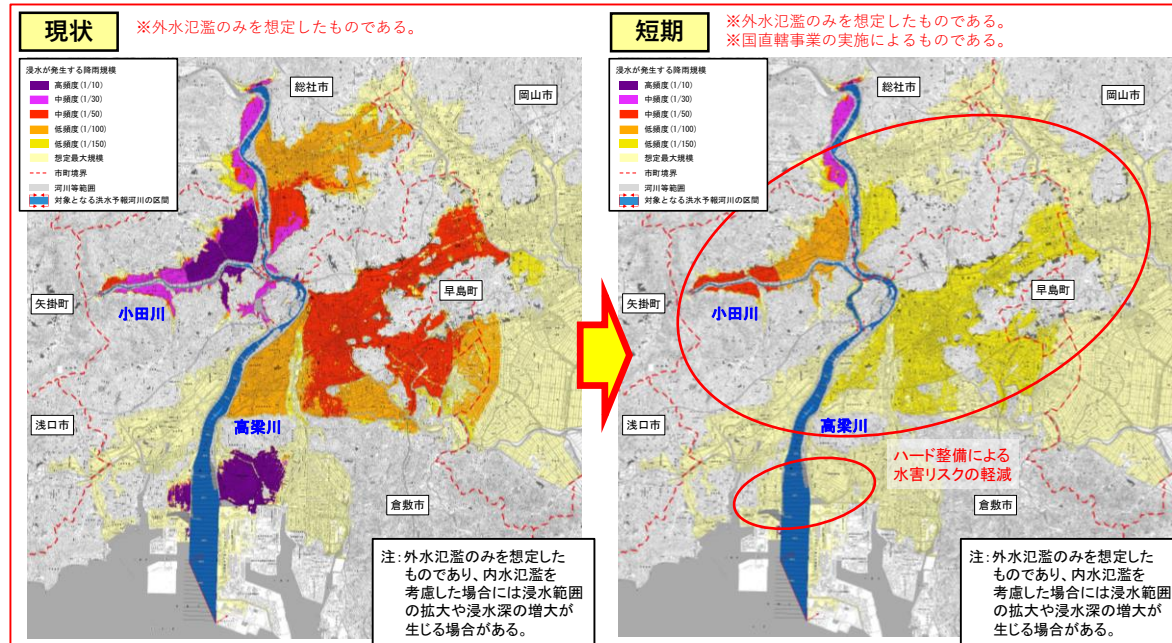 現状
※外水氾濫のみを想定したものである。
浸水が発生する降雨規模
高頻度(1/10)
中頻度(1/30)
中頻度(1/50)
低頻度(1/100)
低頻度(1/150)
想定最大規模
市町境界
河川等範囲
対象となる洪水予報河川の区間
総社市
岡山市
矢掛町
小田川
早島町
浅口市
高梁川
倉敷市
注:外水氾濫のみを想定した
ものであり、内水氾濫を
考慮した場合には浸水範囲
の拡大や浸水深の増大が
生じる場合がある。
短期
※外水氾濫のみを想定したものである。
※国直轄事業の実施によるものである。
浸水が発生する降雨規模
高頻度(1/10)
中頻度(1/30)
中頻度(1/50)
低頻度(1/100)
低頻度(1/150)
想定最大規模
市町境界
河川等範囲
対象となる洪水予報河川の区間
総社市
岡山市
矢掛町
小田川
早島町
浅口市
高梁川
ハード整備による
水害リスクの軽減
倉敷市
注:外水氾濫のみを想定した
ものであり、内水氾濫を
考慮した場合には浸水範囲
の拡大や浸水深の増大が
生じる場合がある。